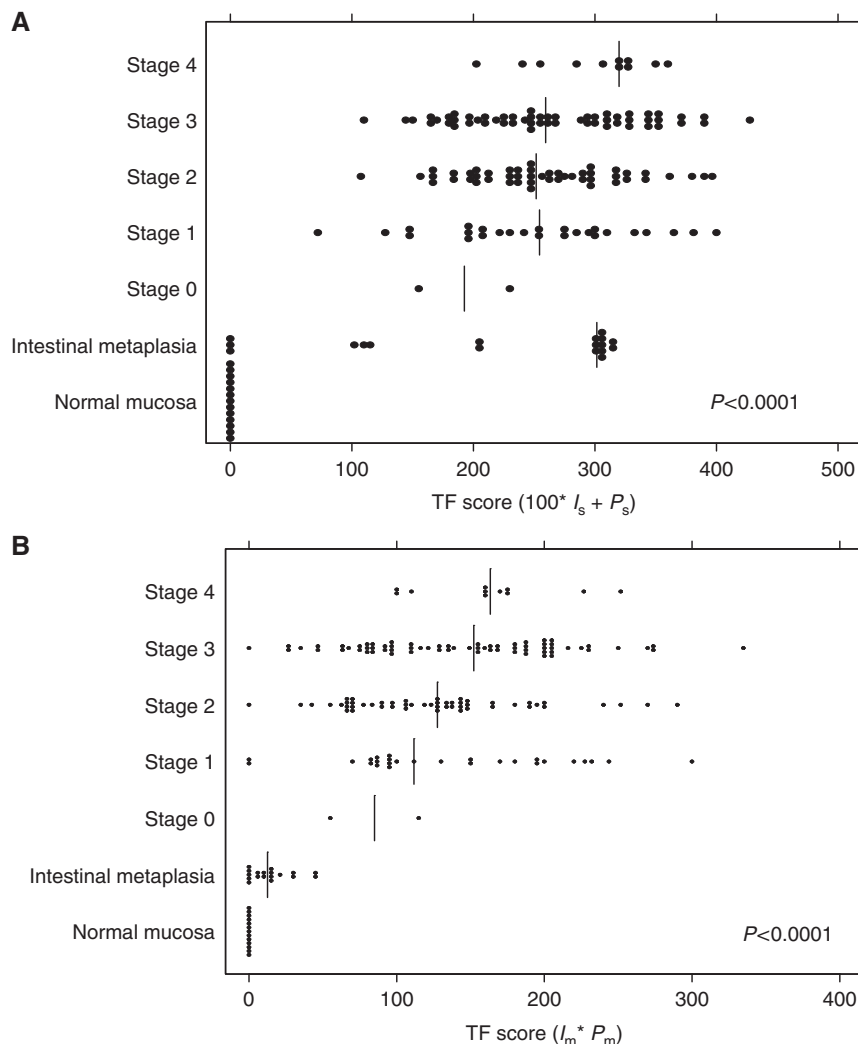 A
Stage 4
Stage 3
Stage 2
Stage 1
Stage 0
Intestinal metaplasia
Normal mucosa
P<0.0001
0 100 200 300 400 500
TF score (100* Is + Ps)
B
Stage 4
Stage 3
Stage 2
Stage 1
Stage 0
Intestinal metaplasia
Normal mucosa
P<0.0001
0 100 200 300 400
TF score (Im* Pm)